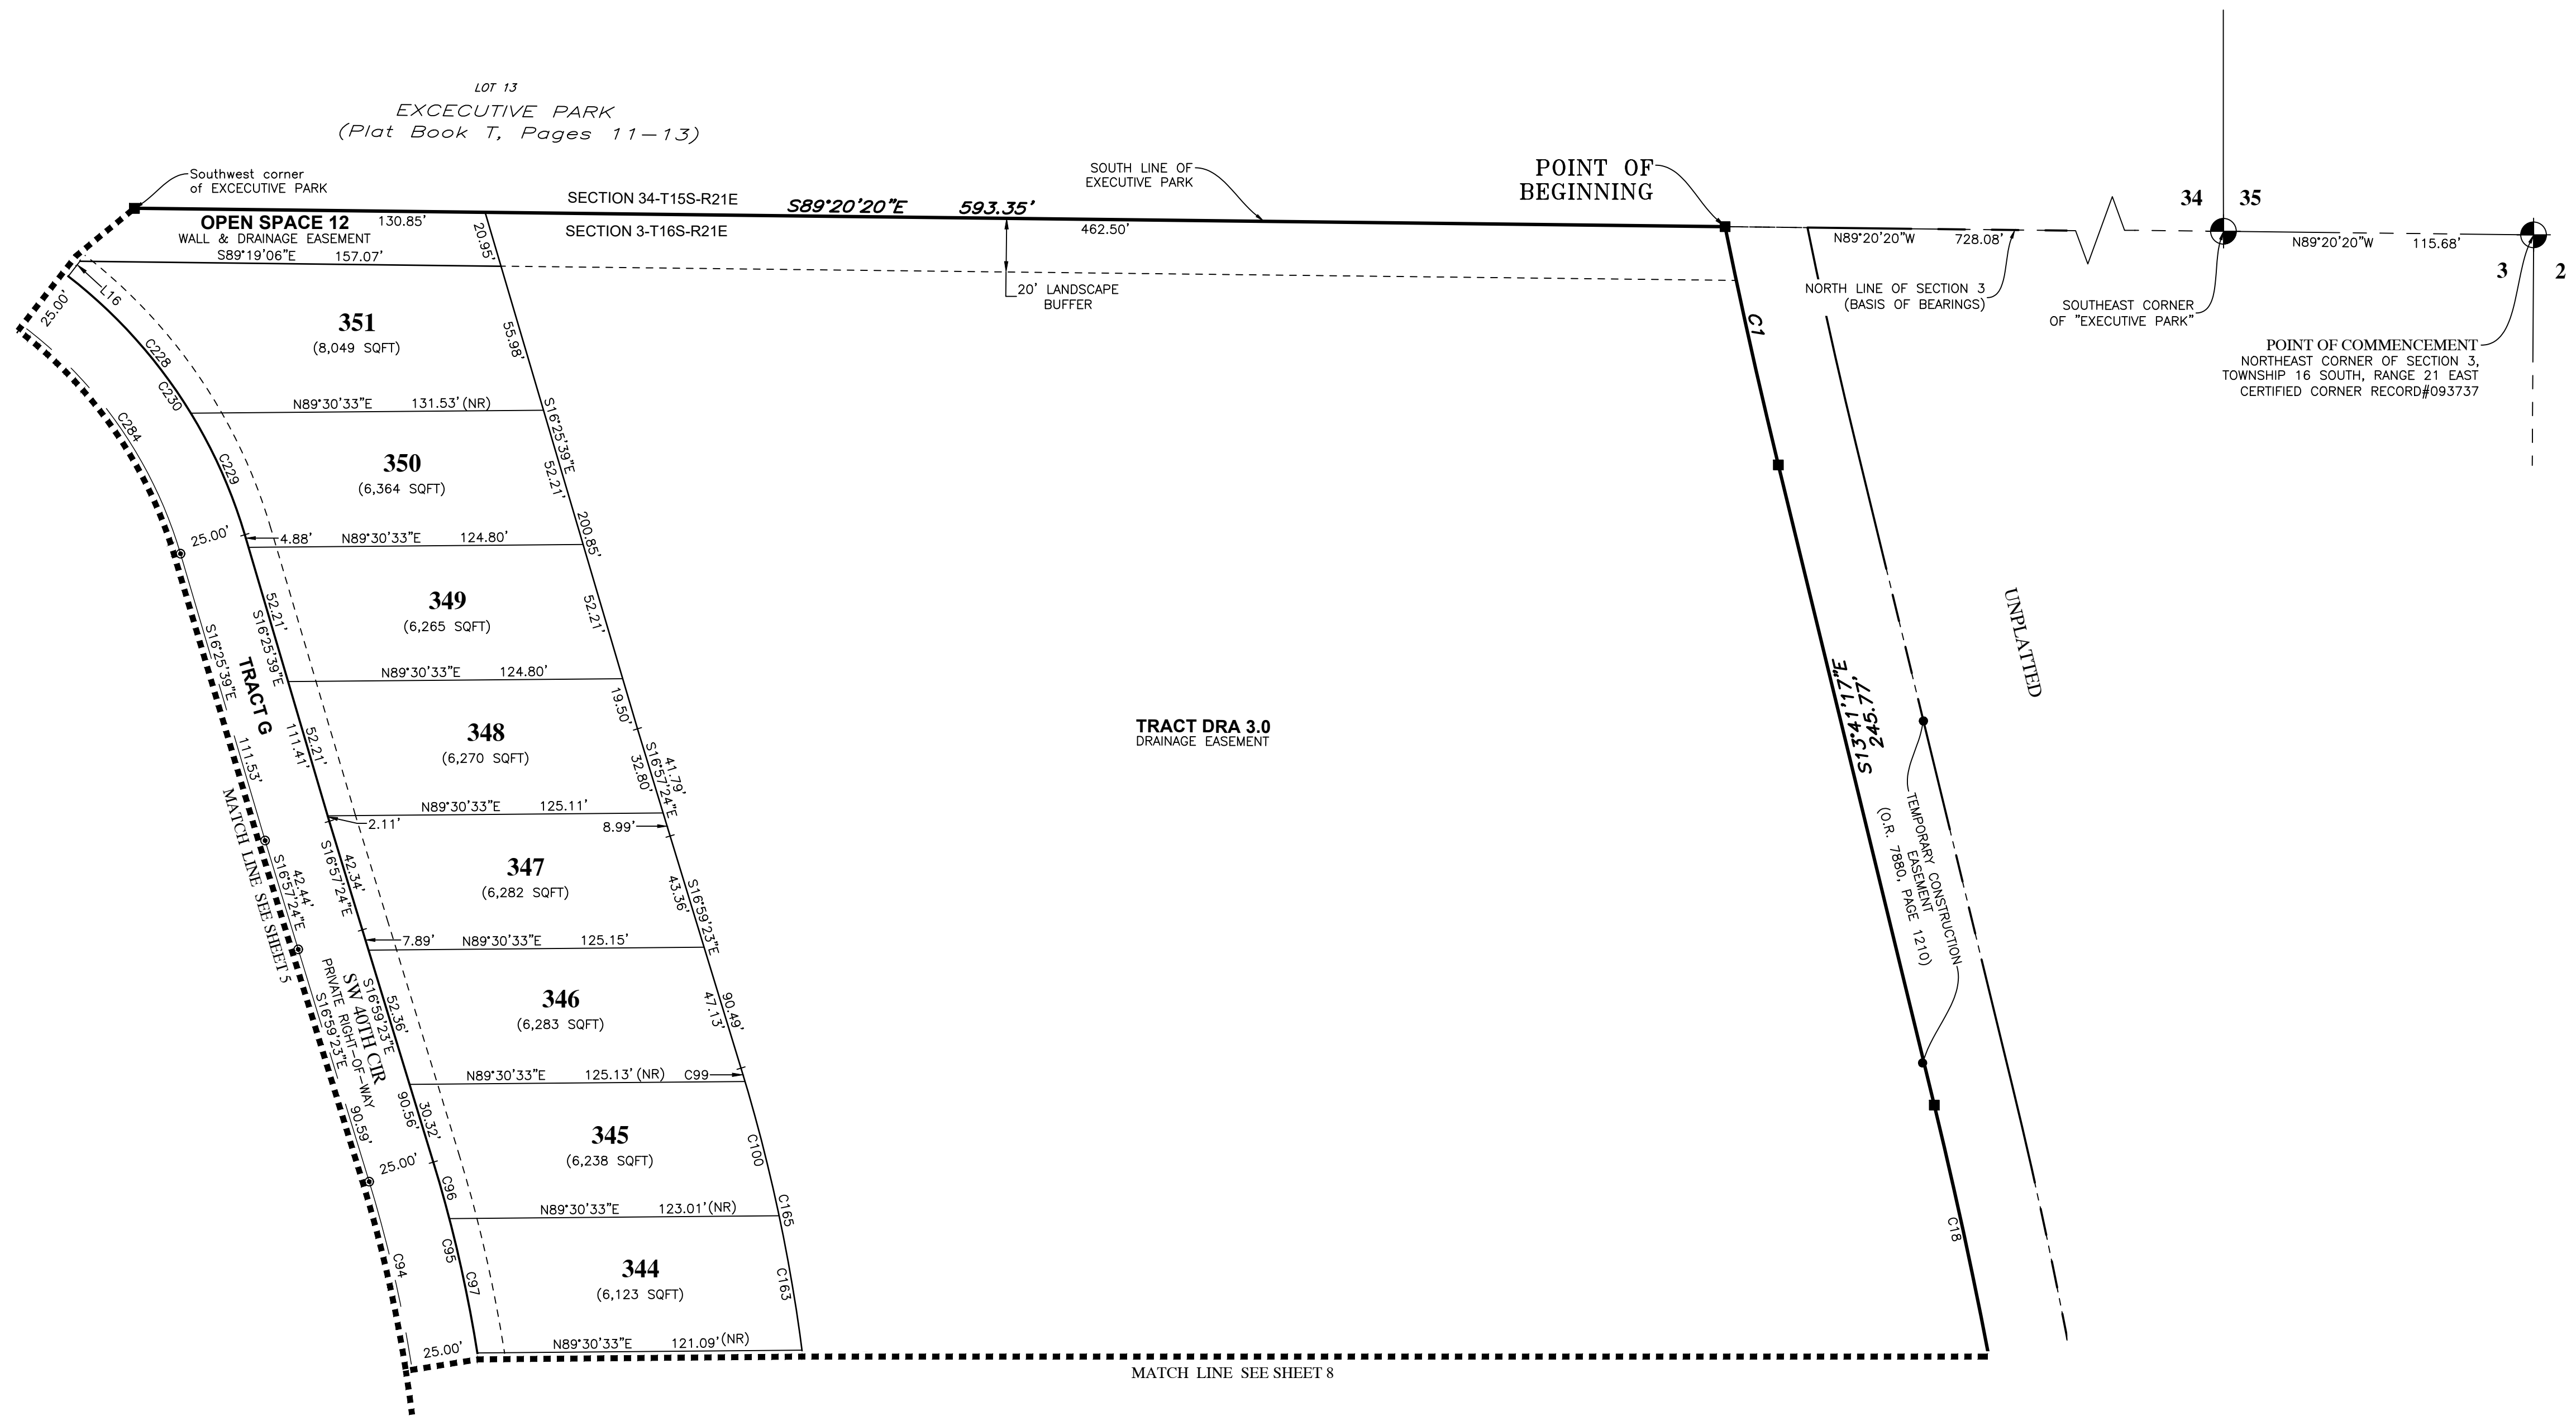 LOT 13
EXCECUTIVE PARK
(Plat Book T, Pages 11-13)
Southwest corner
of EXCECUTIVE PARK
SECTION 34-T15S-R21E
S89°20'20"E 593.35'
SOUTH LINE OF
EXECUTIVE PARK
POINT OF
BEGINNING
34 35
OPEN SPACE 12
130.85'
WALL & DRAINAGE EASEMENT
S89°19'06"E 157.07'
20.95'
SECTION 3-T16S-R21E
462.50'
N89°20'20"W 728.08'
N89°20'20"W 115.68'
3 2
20' LANDSCAPE
BUFFER
NORTH LINE OF SECTION 3
(BASIS OF BEARINGS)
SOUTHEAST CORNER
OF "EXECUTIVE PARK"
POINT OF COMMENCEMENT
NORTHEAST CORNER OF SECTION 3,
TOWNSHIP 16 SOUTH, RANGE 21 EAST
CERTIFIED CORNER RECORD#093737
25.00'
L16
351
(8,049 SQFT)
55.98'
C1
C228
C230
C284
N89°30'33"E 131.53'(NR)
S16°25'39"E
C229
350
(6,364 SQFT)
52.21'
200.85'
25.00'
4.88'
N89°30'33"E 124.80'
349
(6,265 SQFT)
52.21'
52.21'
S16°25'39"E
S16°25'39"E
TRACT G
N89°30'33"E 124.80'
19.50'
348
(6,270 SQFT)
52.21'
111.41'
111.53'
41.79'
S16°57'24"E
32.80'
TRACT DRA 3.0
DRAINAGE EASEMENT
S13°41'17"E
245.77'
UNPLATTED
TEMPORARY CONSTRUCTION
EASEMENT
(O.R. 7880, PAGE 1210)
MATCH LINE SEE SHEET 5
N89°30'33"E 125.11'
2.11'
8.99'
347
(6,282 SQFT)
42.34'
S16°57'24"E
42.44'
S16°57'24"E
43.36'
S16°59'23"E
7.89'
N89°30'33"E 125.15'
346
(6,283 SQFT)
52.36'
S16°59'23"E
SW 40TH CIR
PRIVATE RIGHT-OF-WAY
S16°59'23"E
90.49'
47.13'
N89°30'33"E 125.13'(NR)
C99
90.59'
90.56'
30.32'
345
(6,238 SQFT)
C100
25.00'
C96
N89°30'33"E 123.01'(NR)
C165
C18
C94
C95
C97
344
(6,123 SQFT)
C163
25.00'
N89°30'33"E 121.09'(NR)
MATCH LINE SEE SHEET 8